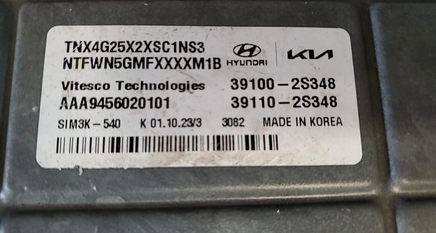 TNX4G25X2XSC1NS3
NTFWN5GMFXXXXM1B HYUNDAI KIA
Vitesco Technologies 39100-2S348
AAA9456020101 39110-2S348
SIM3K-540 K 01.10.23/3 3082 MADE IN KOREA